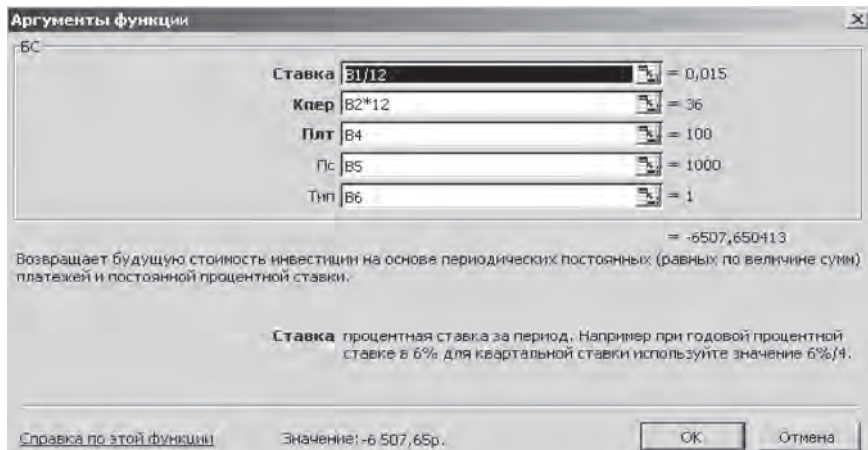 Аргументы функции
БС
Ставка B1/12 = 0,015
Кпер B2*12 = 36
Плт B4 = 100
Пс B5 = 1000
Тип B6 = 1
= -6507,650413
Возвращает будущую стоимость инвестиции на основе периодических постоянных (равных по величине сумм)
платежей и постоянной процентной ставки.
Ставка процентная ставка за период. Например при годовой процентной
ставке в 6% для квартальной ставки используйте значение 6%/4.
Справка по этой функции Значение:-6 507,65р. ОК Отмена